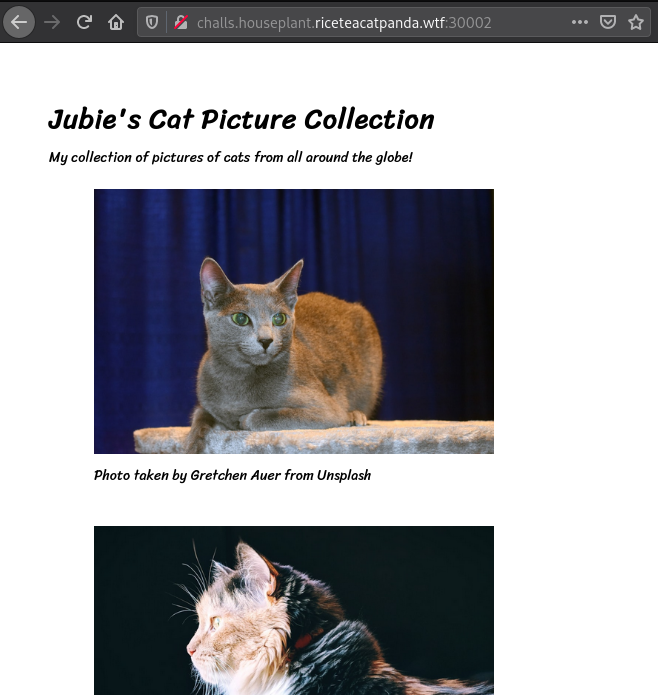 challs.houseplant.riceteacatpanda.wtf:30002
Jubie's Cat Picture Collection
My collection of pictures of cats from all around the globe!
Photo taken by Gretchen Auer from Unsplash